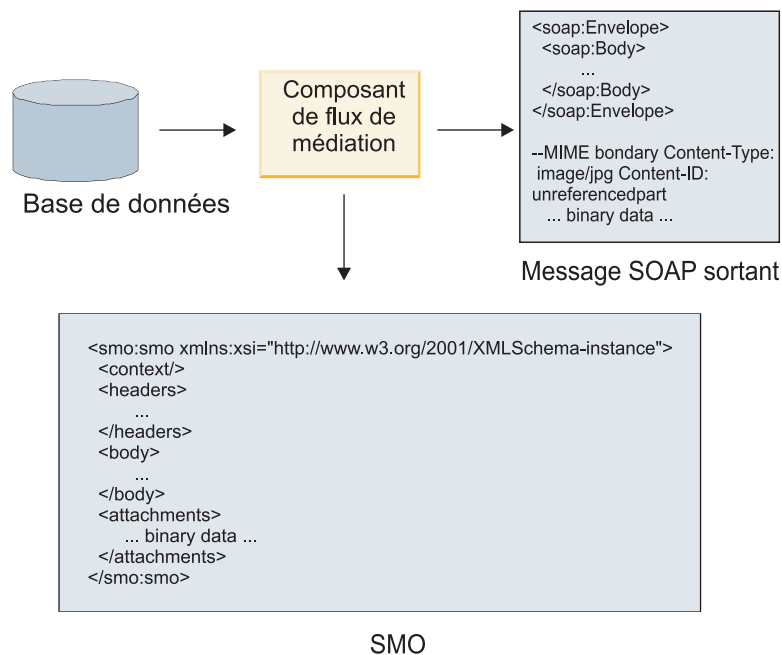 Base de données
Composant
de flux de
médiation
<soap:Envelope>
<soap:Body>
...
</soap:Body>
</soap:Envelope>
--MIME bondary Content-Type:
image/jpg Content-ID:
unreferencedpart
... binary data ...
Message SOAP sortant
<smo:smo xmlns:xsi="http://www.w3.org/2001/XMLSchema-instance">
<context/>
<headers>
...
</headers>
<body>
...
</body>
<attachments>
... binary data ...
</attachments>
</smo:smo>
SMO